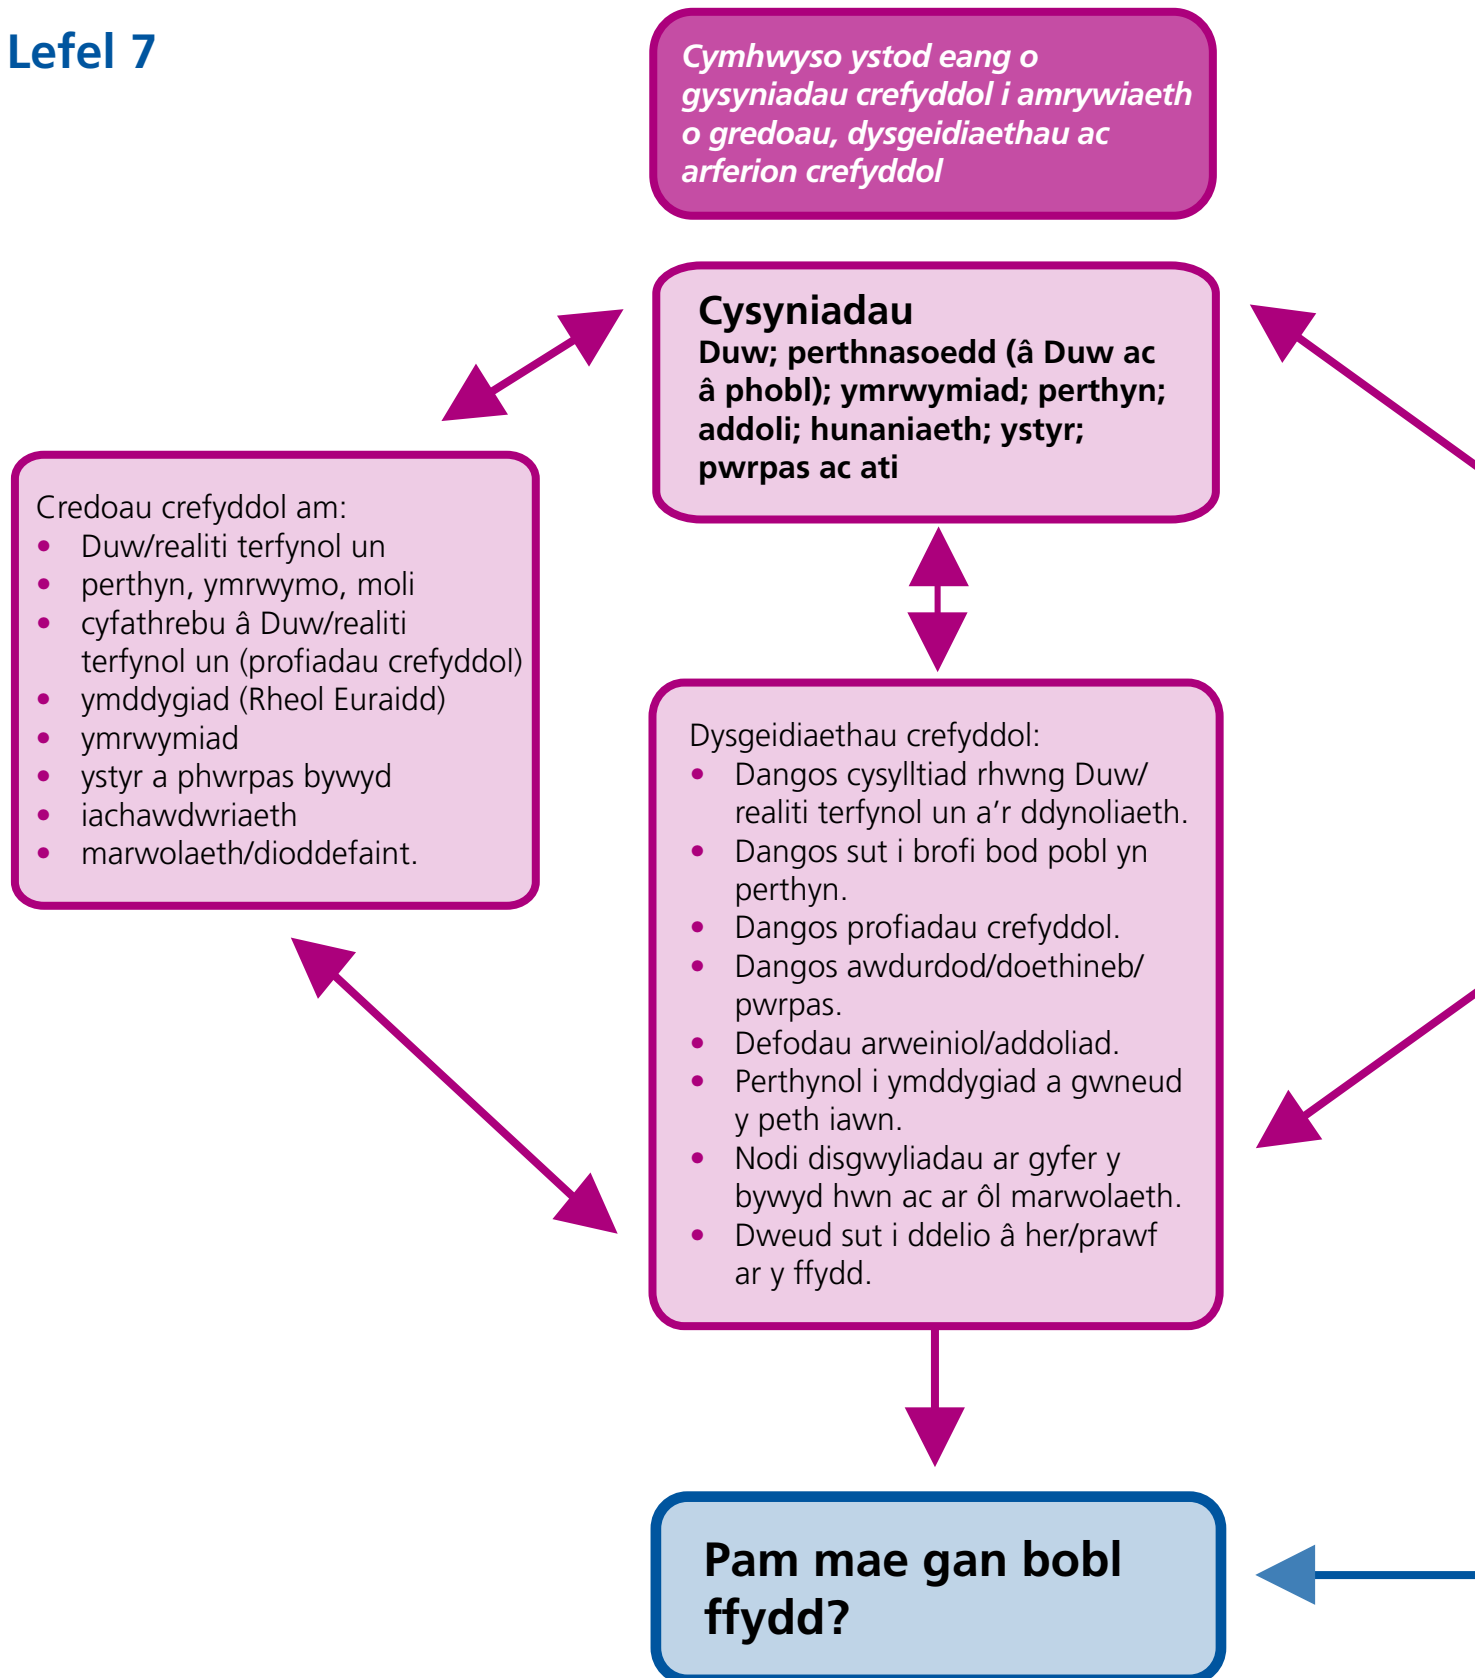 Lefel 7
Cymhwyso ystod eang o
gysyniadau crefyddol i amrywiaeth
o gredoau, dysgeidiaethau ac
arferion crefyddol
Cysyniadau
Duw; perthnasoedd (â Duw ac
â phobl); ymrwymiad; perthyn;
addoli; hunaniaeth; ystyr;
pwrpas ac ati
Credoau crefyddol am:
• Duw/realiti terfynol un
• perthyn, ymrwymo, moli
• cyfathrebu â Duw/realiti
terfynol un (profiadau crefyddol)
• ymddygiad (Rheol Euraidd)
• ymrwymiad
• ystyr a phwrpas bywyd
• iachawdwriaeth
• marwolaeth/dioddefaint.
Dysgeidiaethau crefyddol:
• Dangos cysylltiad rhwng Duw/
realiti terfynol un a’r ddynoliaeth.
• Dangos sut i brofi bod pobl yn
perthyn.
• Dangos profiadau crefyddol.
• Dangos awdurdod/doethineb/
pwrpas.
• Defodau arweiniol/addoliad.
• Perthynol i ymddygiad a gwneud
y peth iawn.
• Nodi disgwyliadau ar gyfer y
bywyd hwn ac ar ôl marwolaeth.
• Dweud sut i ddelio â her/prawf
ar y ffydd.
Pam mae gan bobl
ffydd?